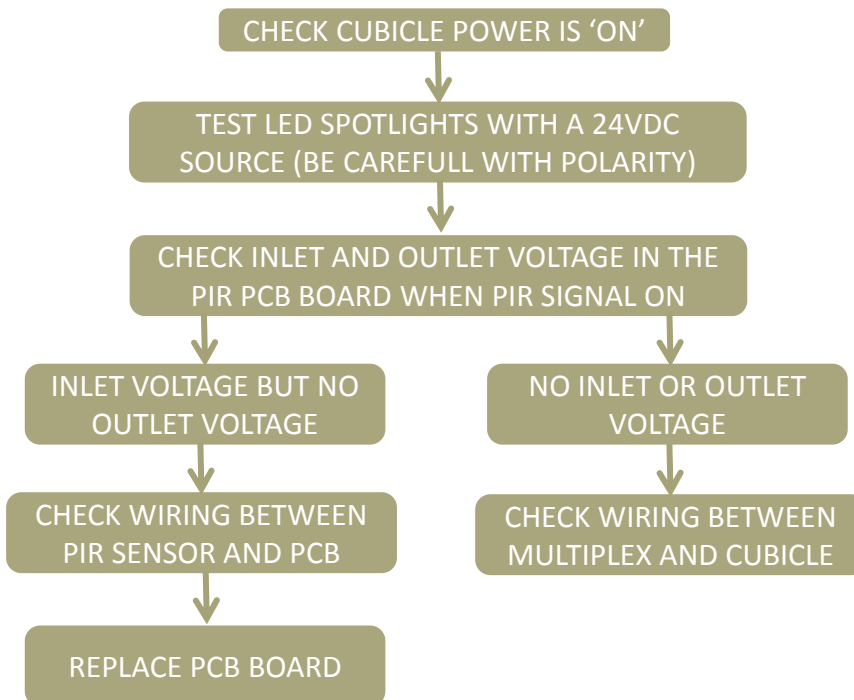 CHECK CUBICLE POWER IS ‘ON’
TEST LED SPOTLIGHTS WITH A 24VDC
SOURCE (BE CAREFULL WITH POLARITY)
CHECK INLET AND OUTLET VOLTAGE IN THE
PIR PCB BOARD WHEN PIR SIGNAL ON
INLET VOLTAGE BUT NO
OUTLET VOLTAGE
NO INLET OR OUTLET
VOLTAGE
CHECK WIRING BETWEEN
PIR SENSOR AND PCB
CHECK WIRING BETWEEN
MULTIPLEX AND CUBICLE
REPLACE PCB BOARD